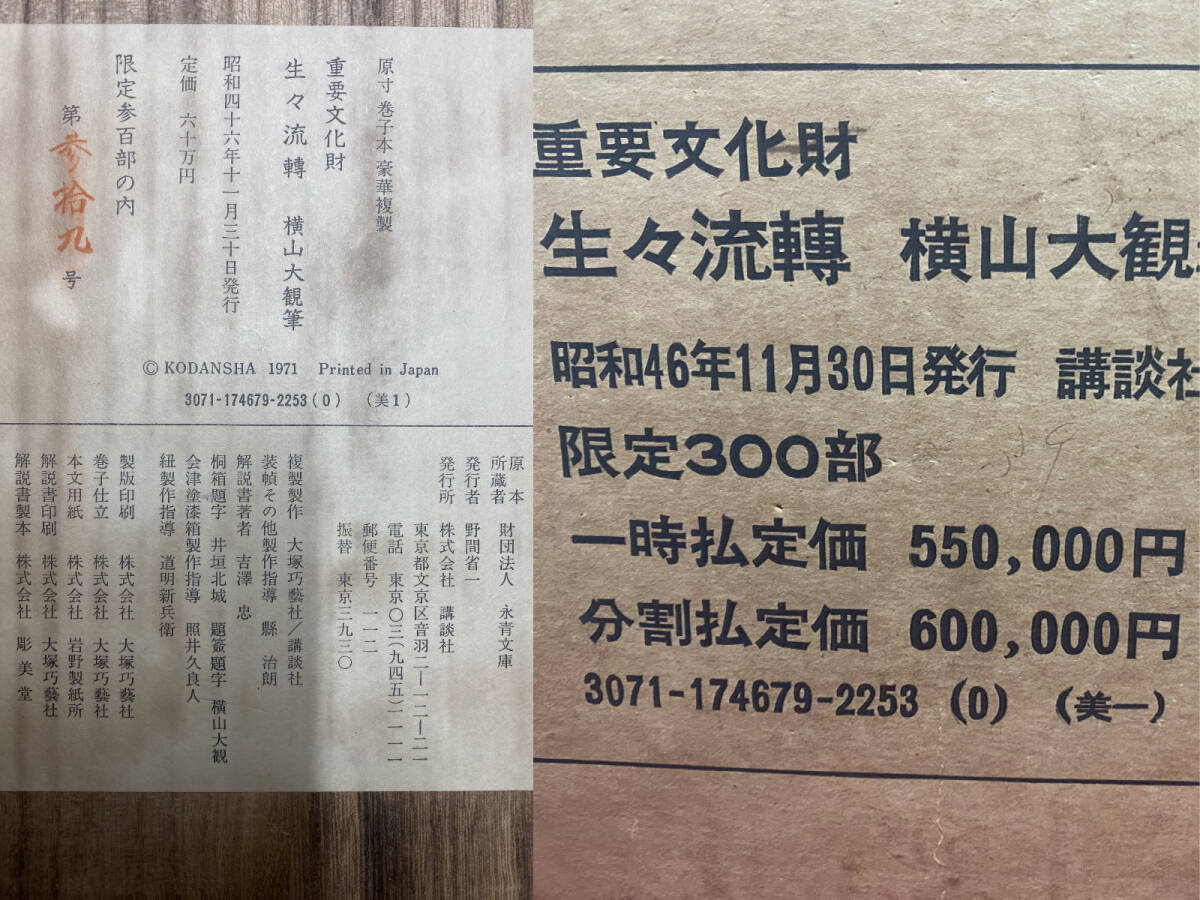 原寸 巻子本 豪華複製
重要文化財
生々流轉 横山大観筆
昭和四十六年十一月三十日発行
定価 六十万円
限定参百部の内
第参拾九号
© KODANSHA 1971 Printed in Japan
3071-174679-2253(0) (美1)
原本所蔵者 財団法人 永青文庫
発行者 野間省一
発行所 株式会社 講談社
東京都文京区音羽二―一二―二一
電話 東京〇三(九四五)一一一一
郵便番号 一一二
振替 東京三九三〇
複製製作 大塚巧藝社/講談社
装幀その他製作指導 縣 治朗
解説書著者 吉澤 忠
桐箱題字 井垣北城 題簽題字 横山大観
会津塗漆箱製作指導 照井久良人
紐製作指導 道明新兵衛
製版印刷 株式会社 大塚巧藝社
巻子仕立 株式会社 大塚巧藝社
本文用紙 株式会社 岩野製紙所
解説書印刷 株式会社 大塚巧藝社
解説書製本 株式会社 彫美堂
重要文化財
生々流轉 横山大観
昭和46年11月30日発行 講談社
限定300部 39
一時払定価 550,000円
分割払定価 600,000円
3071-174679-2253 (0) (美一)